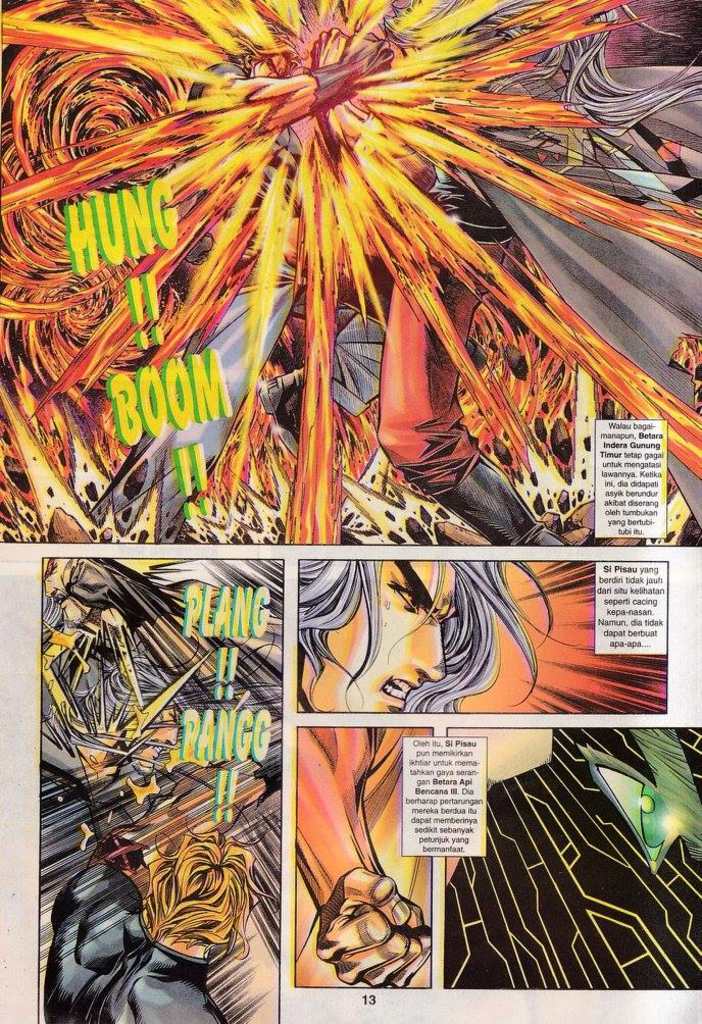 HUNG
!!
BOOM
!!
Walau bagai-
manapun, Betara
Indera Gunung
Timur tetap gagal
untuk mengatasi
lawannya. Ketika
ini, dia didapati
asyik berundur
akibat diserang
oleh tumbukan
yang bertubi-
tubi itu.
PLANG
!!
PANGG
!!
Si Pisau yang
berdiri tidak jauh
dari situ kelihatan
seperti cacing
kepa-nasan.
Namun, dia tidak
dapat berbuat
apa-apa....
Oleh itu, Si Pisau
pun memikirkan
ikhtiar untuk mema-
tahkan gaya seran-
gan Betara Api
Bencana III. Dia
berharap pertarungan
mereka berdua itu
dapat memberinya
sedikit sebanyak
petunjuk yang
bermanfaat.
13